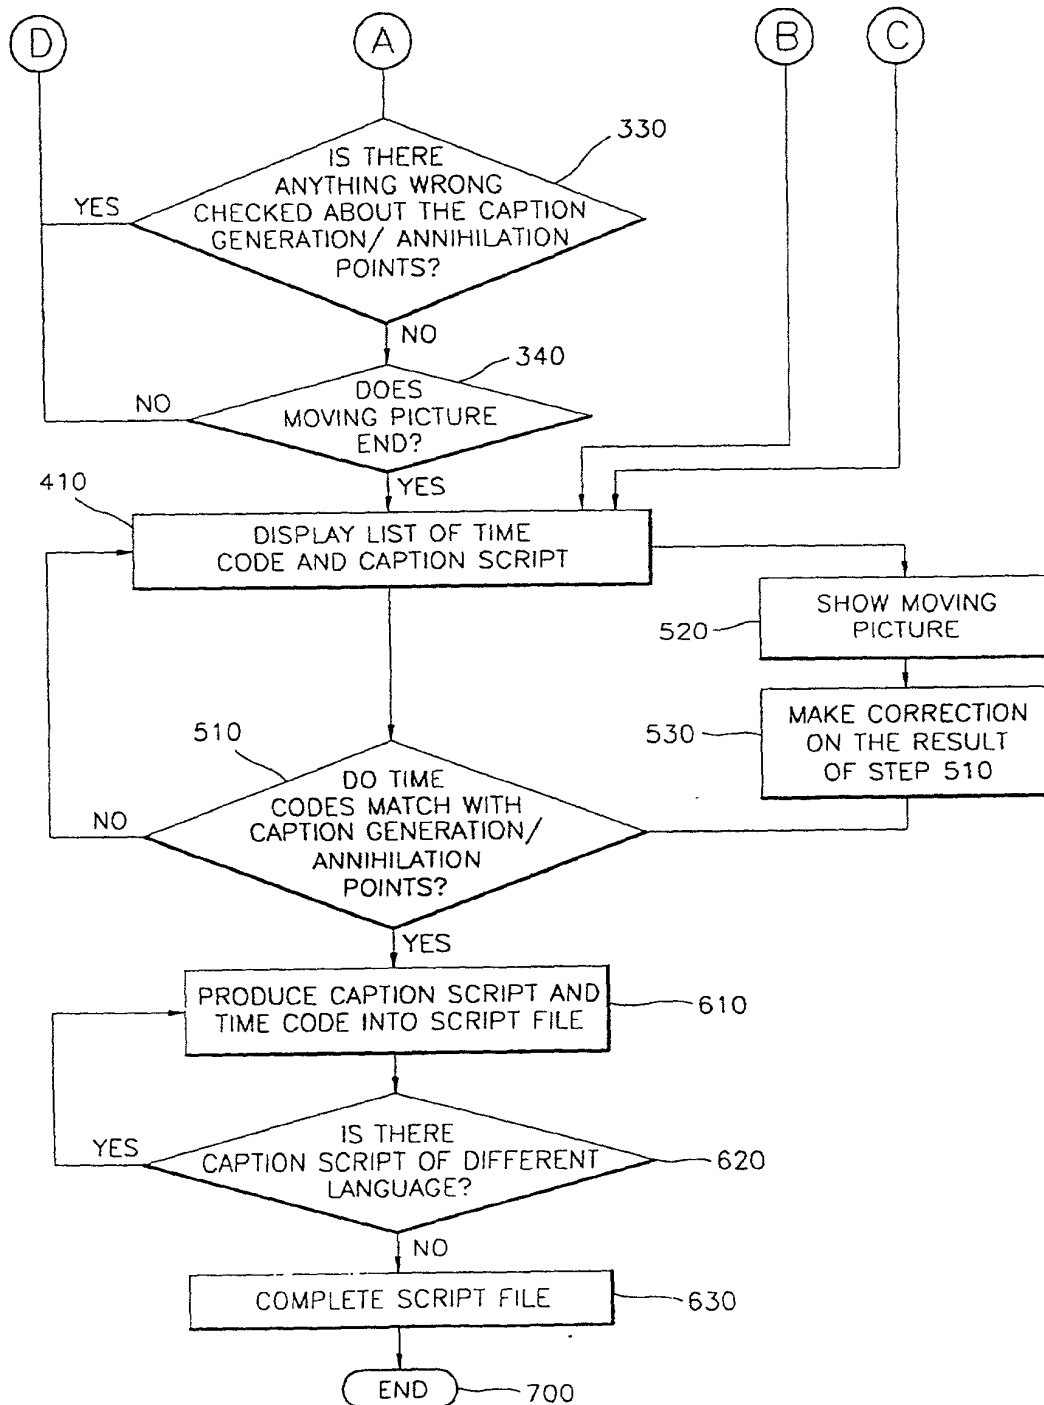 D
A
B
C
330
IS THERE
ANYTHING WRONG
CHECKED ABOUT THE CAPTION
GENERATION/ ANNIHILATION
POINTS?
YES
NO
340
DOES
MOVING PICTURE
END?
NO
YES
410
DISPLAY LIST OF TIME
CODE AND CAPTION SCRIPT
SHOW MOVING
PICTURE
520
MAKE CORRECTION
ON THE RESULT
OF STEP 510
530
510
DO TIME
CODES MATCH WITH
CAPTION GENERATION/
ANNIHILATION
POINTS?
NO
YES
PRODUCE CAPTION SCRIPT AND
TIME CODE INTO SCRIPT FILE
610
IS THERE
CAPTION SCRIPT OF DIFFERENT
LANGUAGE?
YES
620
NO
COMPLETE SCRIPT FILE
630
END
700